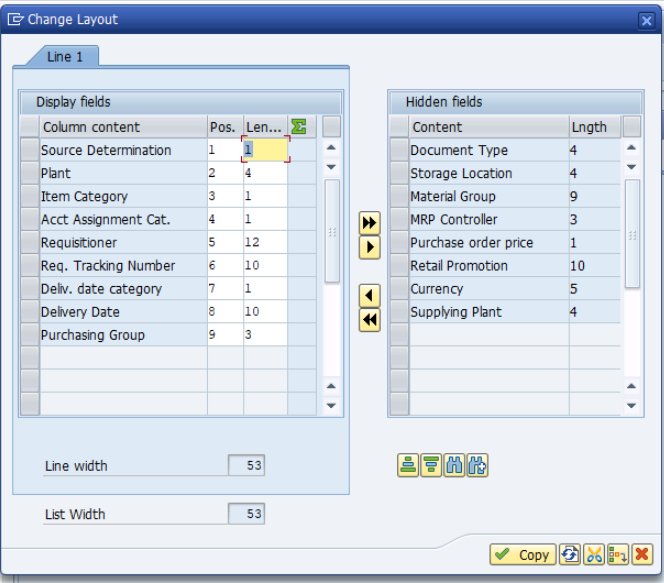 Change Layout
Line 1
Display fields
Column content Pos. Len...
Source Determination 1 1
Plant 2 4
Item Category 3 1
Acct Assignment Cat. 4 1
Requisitioner 5 12
Req. Tracking Number 6 10
Deliv. date category 7 1
Delivery Date 8 10
Purchasing Group 9 3
Line width 53
List Width 53
Hidden fields
Content Lngth
Document Type 4
Storage Location 4
Material Group 9
MRP Controller 3
Purchase order price 1
Retail Promotion 10
Currency 5
Supplying Plant 4
Copy